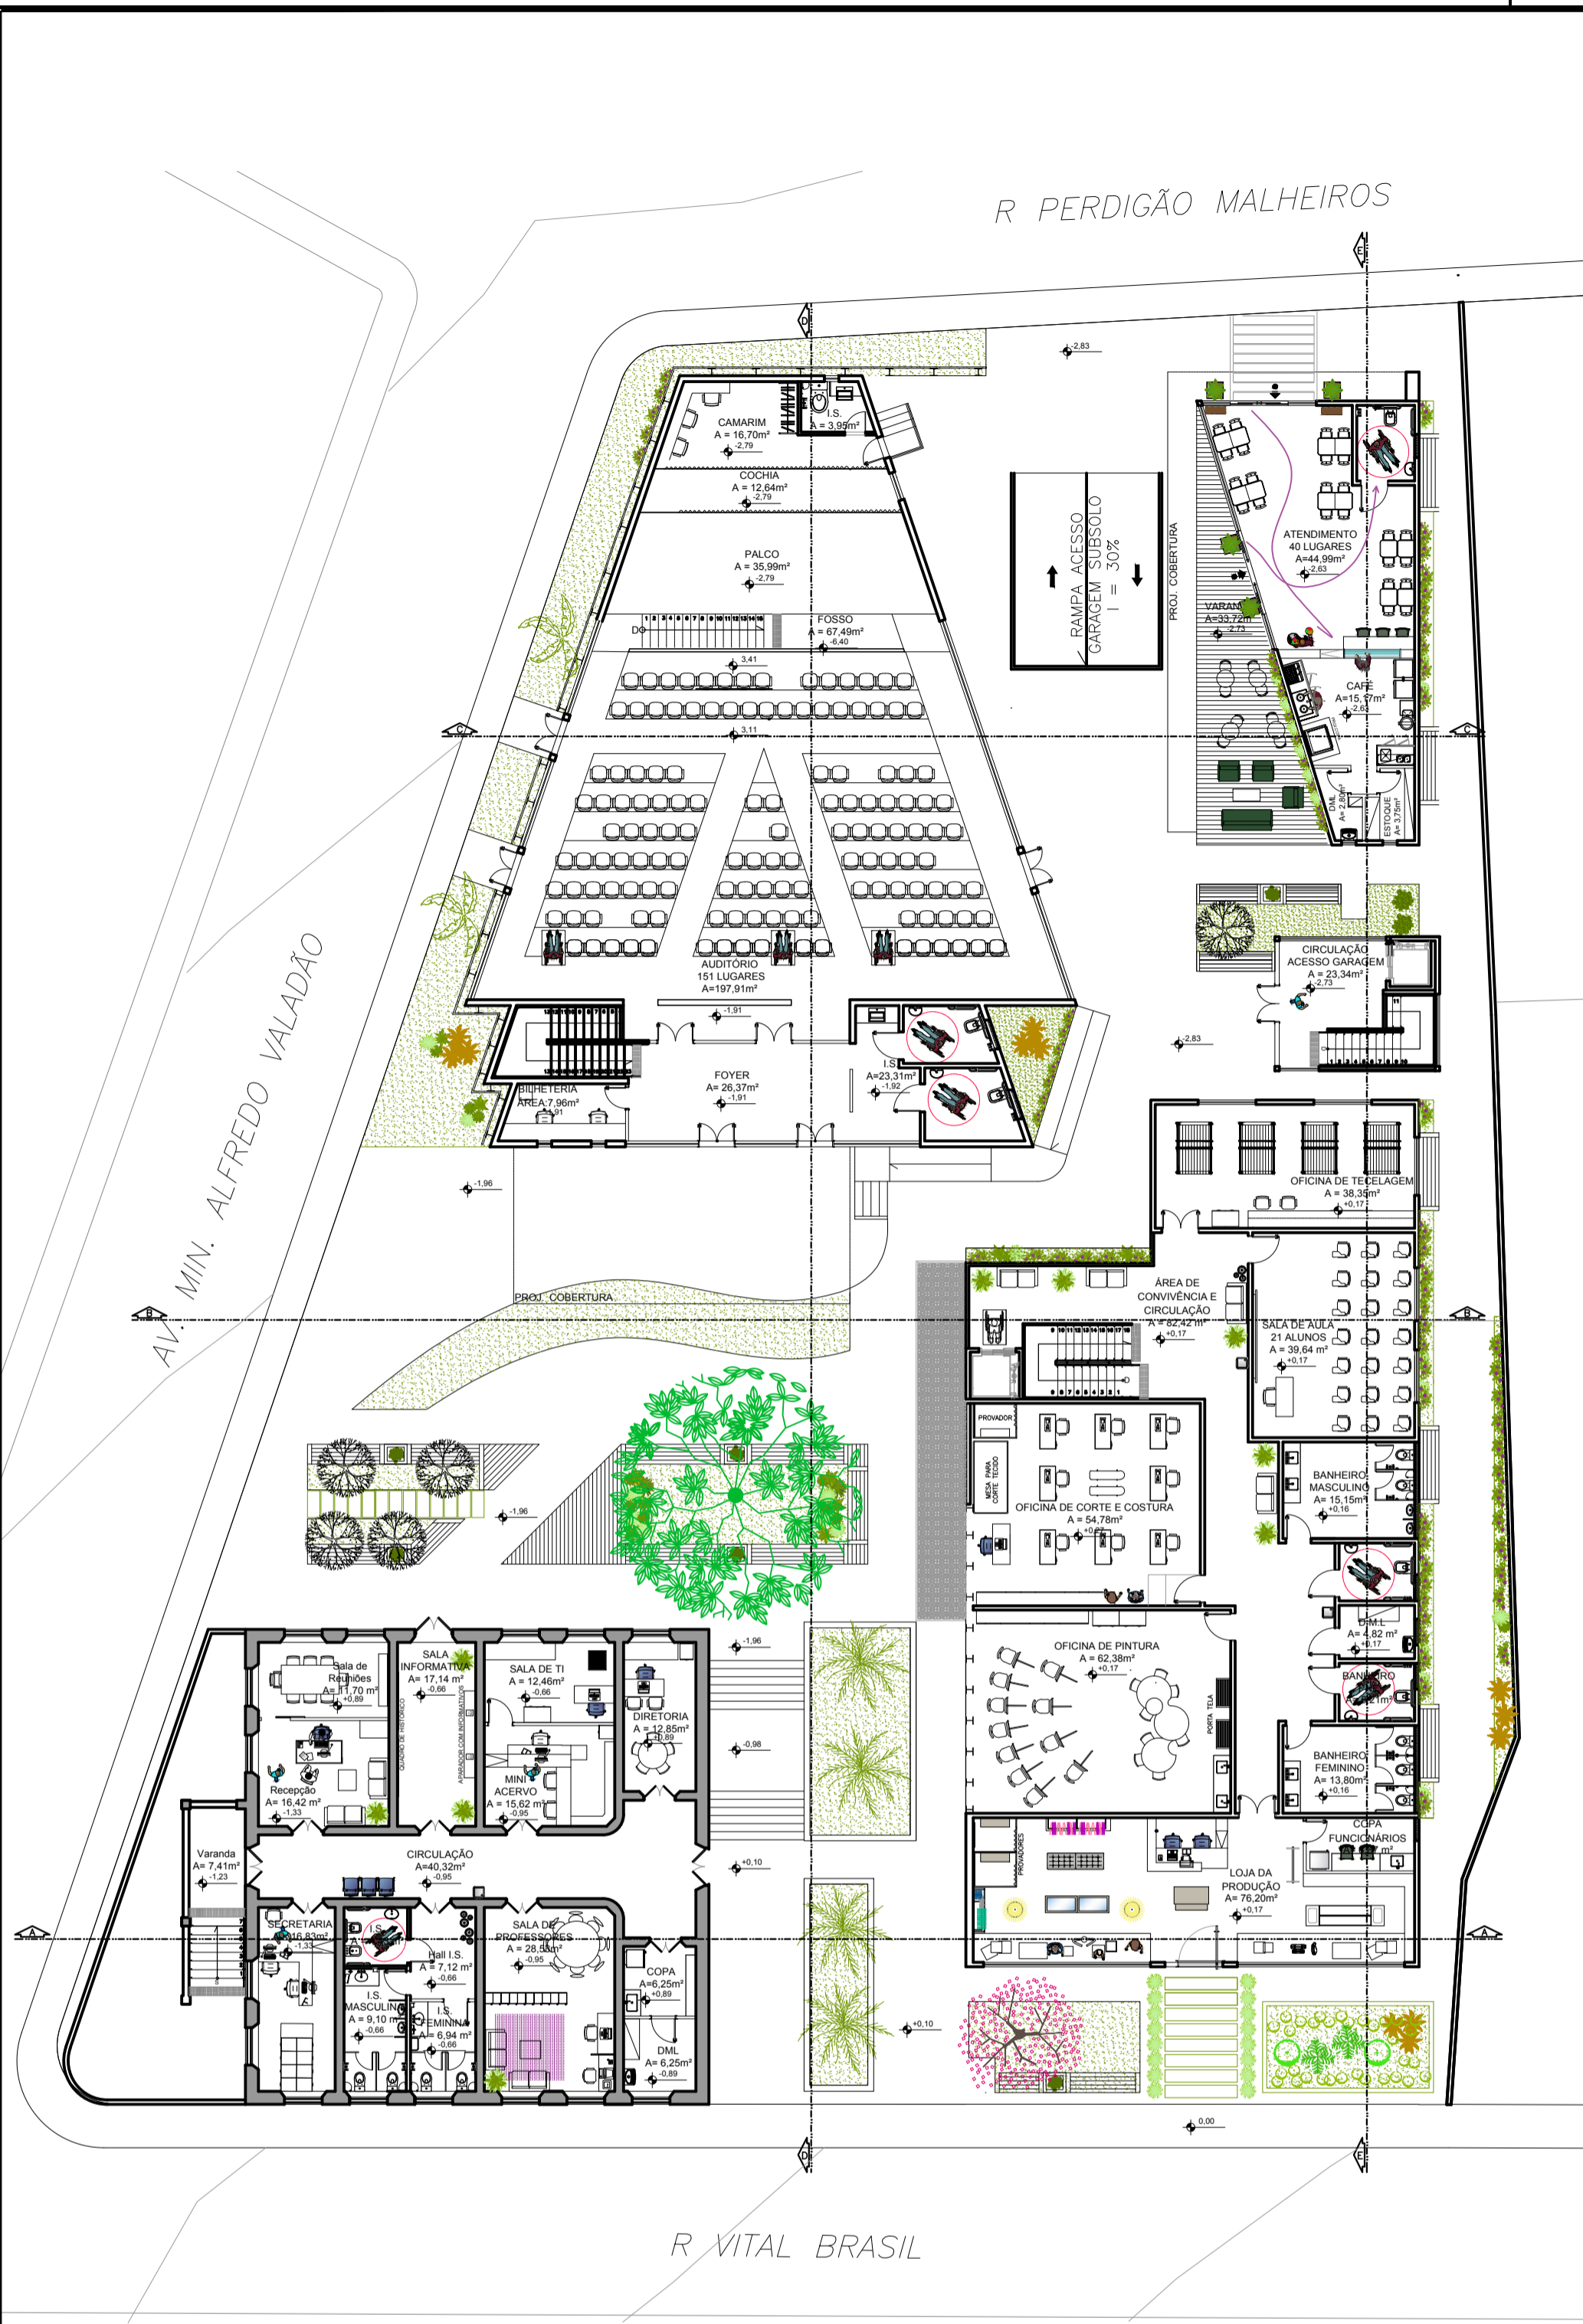 R PERDIGÃO MALHEIROS
E
D
-2,83
CAMARIM
A = 16,70m²
-2,79
I.S.
A = 3,95m²
COCHIA
A = 12,64m²
-2,79
PALCO
A = 35,99m²
-2,79
FOSSO
A = 67,49m²
-6,40
3,41
3,11
RAMPA ACESSO
GARAGEM SUBSOLO
I = 30%
PROJ. COBERTURA
ATENDIMENTO
40 LUGARES
A=44,99m²
-2,63
A=33,72m²
-2,73
CAFÉ
A=15,17m²
-2,63
DML
A= 2,80m²
ESTOQUE
A= 3,75m²
C
C
AUDITÓRIO
151 LUGARES
A=197,91m²
-1,91
CIRCULAÇÃO
ACESSO GARAGEM
A = 23,34m²
-2,73
-2,83
AV. MIN. ALFREDO VALADÃO
BILHETERIA
ÁREA:7,96m²
FOYER
A= 26,37m²
-1,91
I.S.
A=23,31m²
-1,92
-1,96
OFICINA DE TECELAGEM
A = 38,35m²
+0,17
PROJ. COBERTURA
ÁREA DE
CONVIVÊNCIA E
CIRCULAÇÃO
A = 82,42 m²
+0,17
SALA DE AULA
21 ALUNOS
A = 39,64 m²
+0,17
B
B
PROVADOR
MESA PARA
CORTE TECIDO
OFICINA DE CORTE E COSTURA
A = 54,78m²
BANHEIRO
MASCULINO
A= 15,15m²
+0,16
-1,96
D.M.L
A= 4,82 m²
+0,17
BANHEIRO
OFICINA DE PINTURA
A = 62,38m²
+0,17
PORTA TELA
BANHEIRO
FEMININO
A= 13,80m²
+0,16
Sala de
Reuniões
A= 11,70 m²
+0,89
SALA
INFORMATIVA
A= 17,14 m²
-0,66
QUADRO DE HISTÓRICO
APARADOR COM INFORMATIVOS
SALA DE TI
A = 12,46m²
-0,66
DIRETORIA
A = 12,85m²
+0,89
-1,96
-0,98
Recepção
A= 16,42 m²
-1,33
MINI
ACERVO
A = 15,62 m²
-0,95
Varanda
A= 7,41m²
-1,23
CIRCULAÇÃO
A=40,32m²
-0,95
+0,10
PROVADORES
COPA
FUNCIONÁRIOS
LOJA DA
PRODUÇÃO
A= 76,20m²
+0,17
A
A
SECRETARIA
-1,33
I.S.
Hall I.S.
A = 7,12 m²
-0,66
SALA DE
PROFESSORES
-0,95
COPA
A=6,25m²
+0,89
I.S.
MASCULINO
A = 9,10 m²
-0,66
I.S.
FEMININA
A = 6,94 m²
-0,66
DML
A= 6,25m²
-0,89
+0,10
0,00
D
E
R VITAL BRASIL